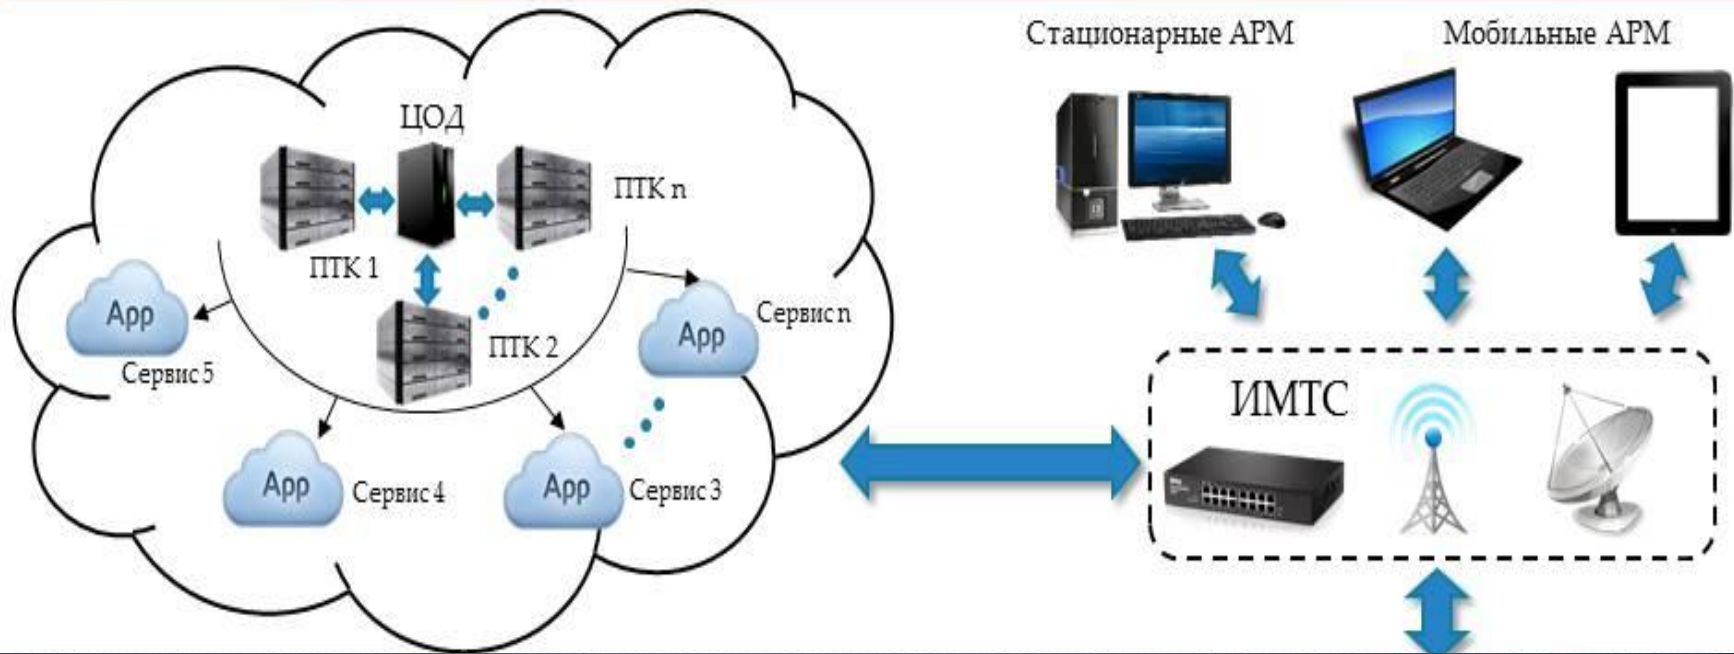 Стационарные АРМ
Мобильные АРМ
ЦОД
ПТК n
ПТК 1
ПТК 2
App
Сервис 5
App
Сервис n
App
Сервис 4
App
Сервис 3
ИМТС